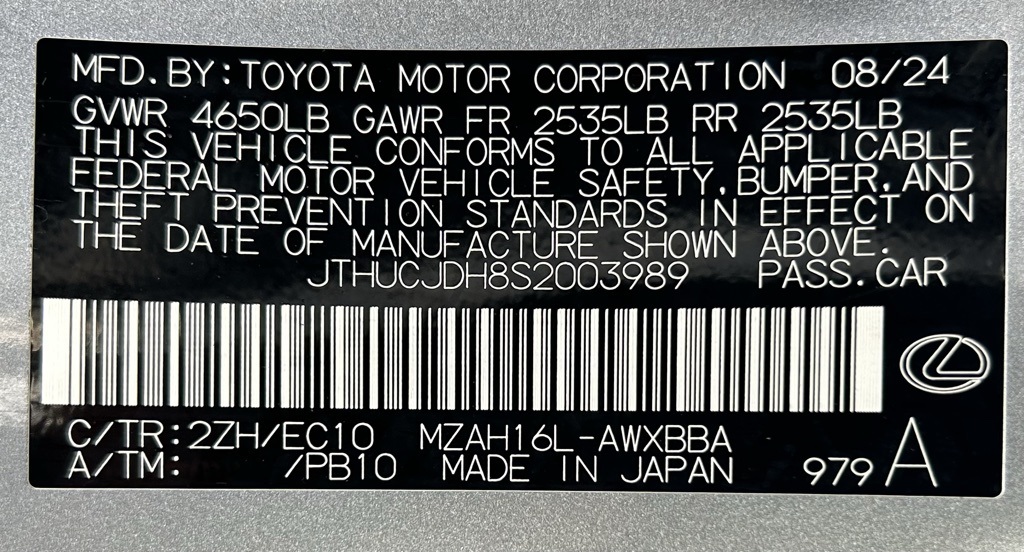 MFD.BY:TOYOTA MOTOR CORPORATION 08/24
GVWR 4650LB GAWR FR 2535LB RR 2535LB
THIS VEHICLE CONFORMS TO ALL APPLICABLE
FEDERAL MOTOR VEHICLE SAFETY,BUMPER,AND
THEFT PREVENTION STANDARDS IN EFFECT ON
THE DATE OF MANUFACTURE SHOWN ABOVE.
JTHUCJDH8S2003989 PASS.CAR
C/TR:2ZH/EC10 MZAH16L-AWXBBA
A/TM: /PB10 MADE IN JAPAN 979 A